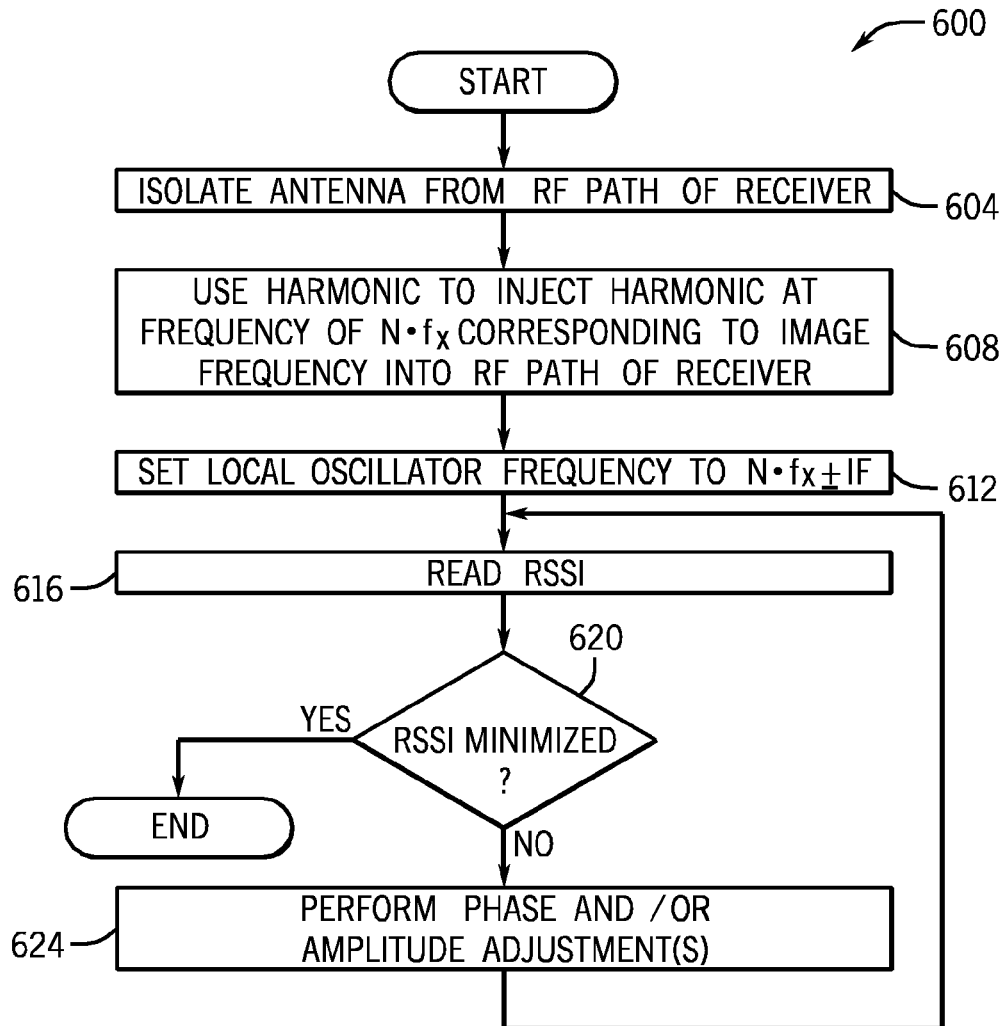 600
START
ISOLATE ANTENNA FROM RF PATH OF RECEIVER
604
USE HARMONIC TO INJECT HARMONIC AT
FREQUENCY OF N•fx CORRESPONDING TO IMAGE
FREQUENCY INTO RF PATH OF RECEIVER
608
SET LOCAL OSCILLATOR FREQUENCY TO N•fx±IF
612
READ RSSI
616
620
RSSI MINIMIZED
?
YES
END
NO
PERFORM PHASE AND /OR
AMPLITUDE ADJUSTMENT(S)
624